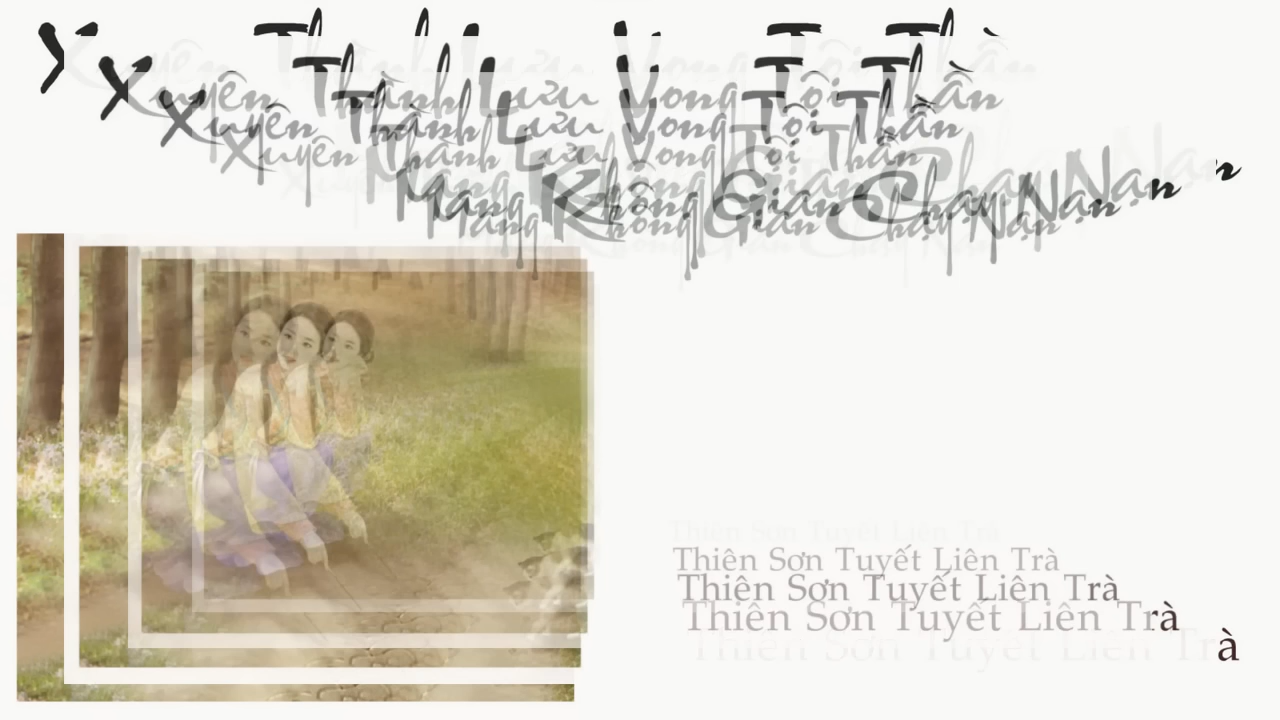 Xuyên Thành Lưu Vong Tội Thần
Mang Không Gian Chạy Nạn
Thiên Sơn Tuyết Liên Trà